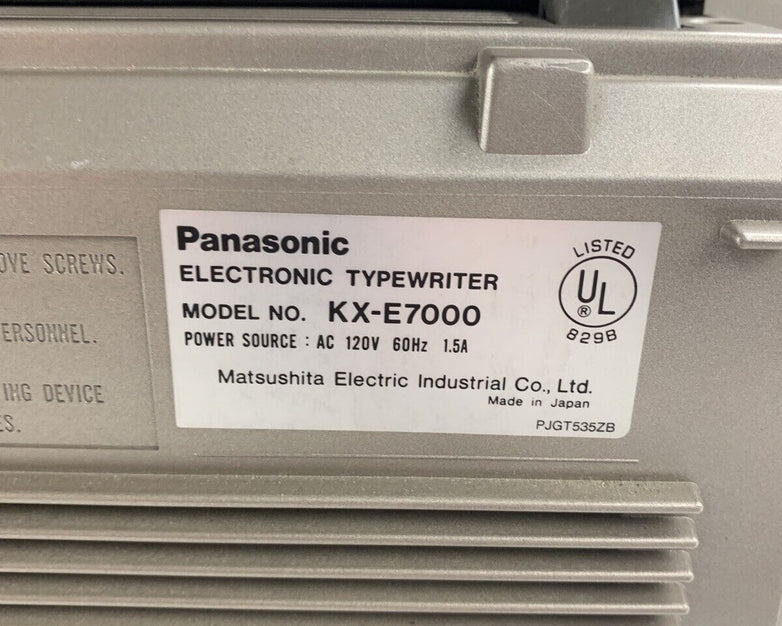 OVE SCREWS.
ERSONNEL.
ING DEVICE
ES.
Panasonic
ELECTRONIC TYPEWRITER
MODEL NO. KX-E7000
POWER SOURCE : AC 120V 60Hz 1.5A
Matsushita Electric Industrial Co., Ltd.
Made in Japan
PJGT535ZB
LISTED
UL
®
829B